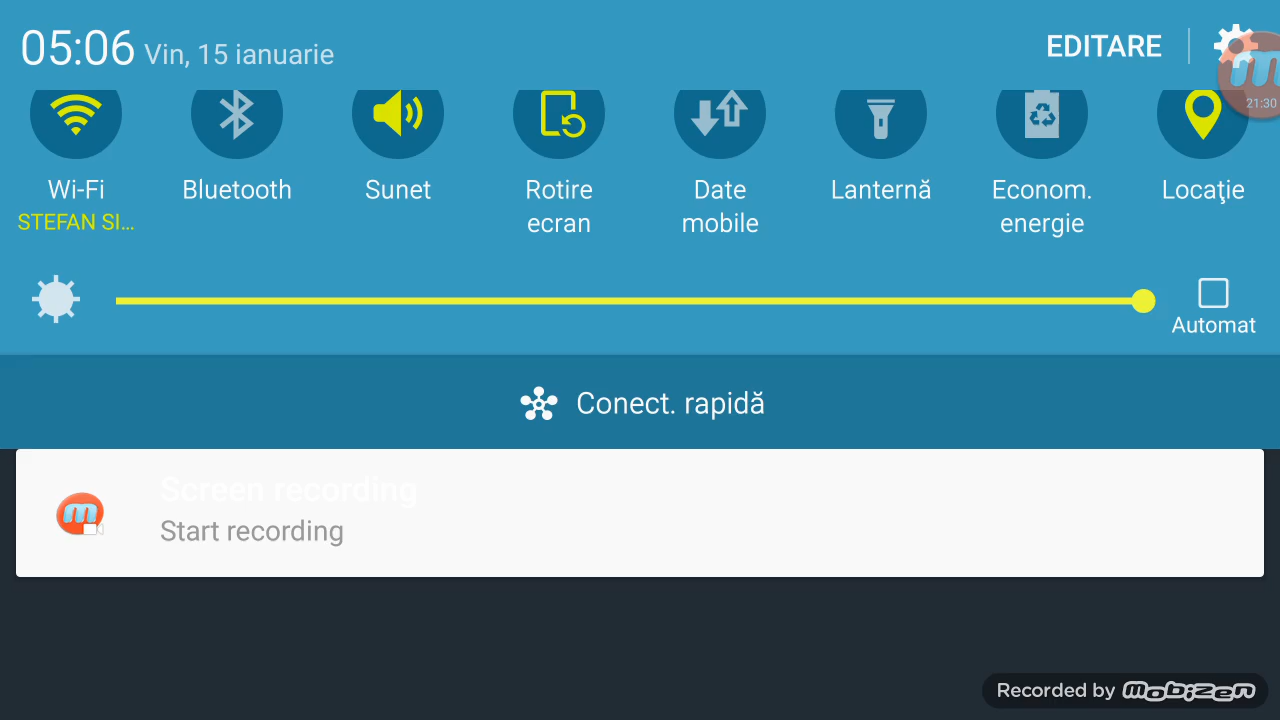 05:06 Vin, 15 ianuarie EDITARE
21:30
Wi-Fi Bluetooth Sunet Rotire ecran Date mobile Lanternă Econom. energie Locaţie
STEFAN SI...
Automat
Conect. rapidă
Screen recording
Start recording
Recorded by mobizen